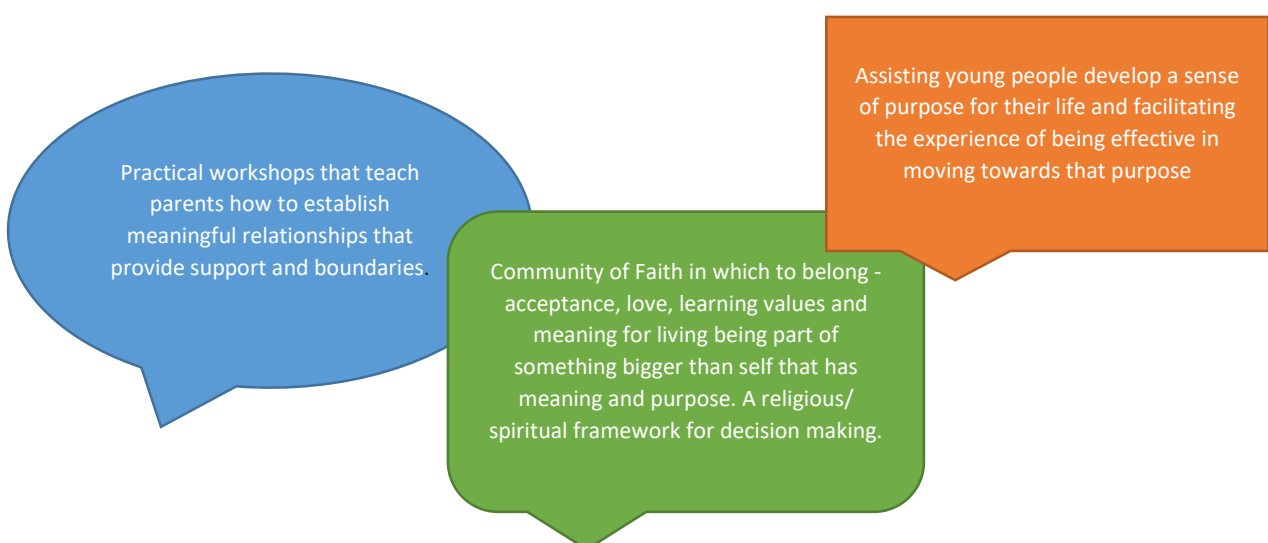 Practical workshops that teach
parents how to establish
meaningful relationships that
provide support and boundaries.
Community of Faith in which to belong -
acceptance, love, learning values and
meaning for living being part of
something bigger than self that has
meaning and purpose. A religious/
spiritual framework for decision making.
Assisting young people develop a sense
of purpose for their life and facilitating
the experience of being effective in
moving towards that purpose